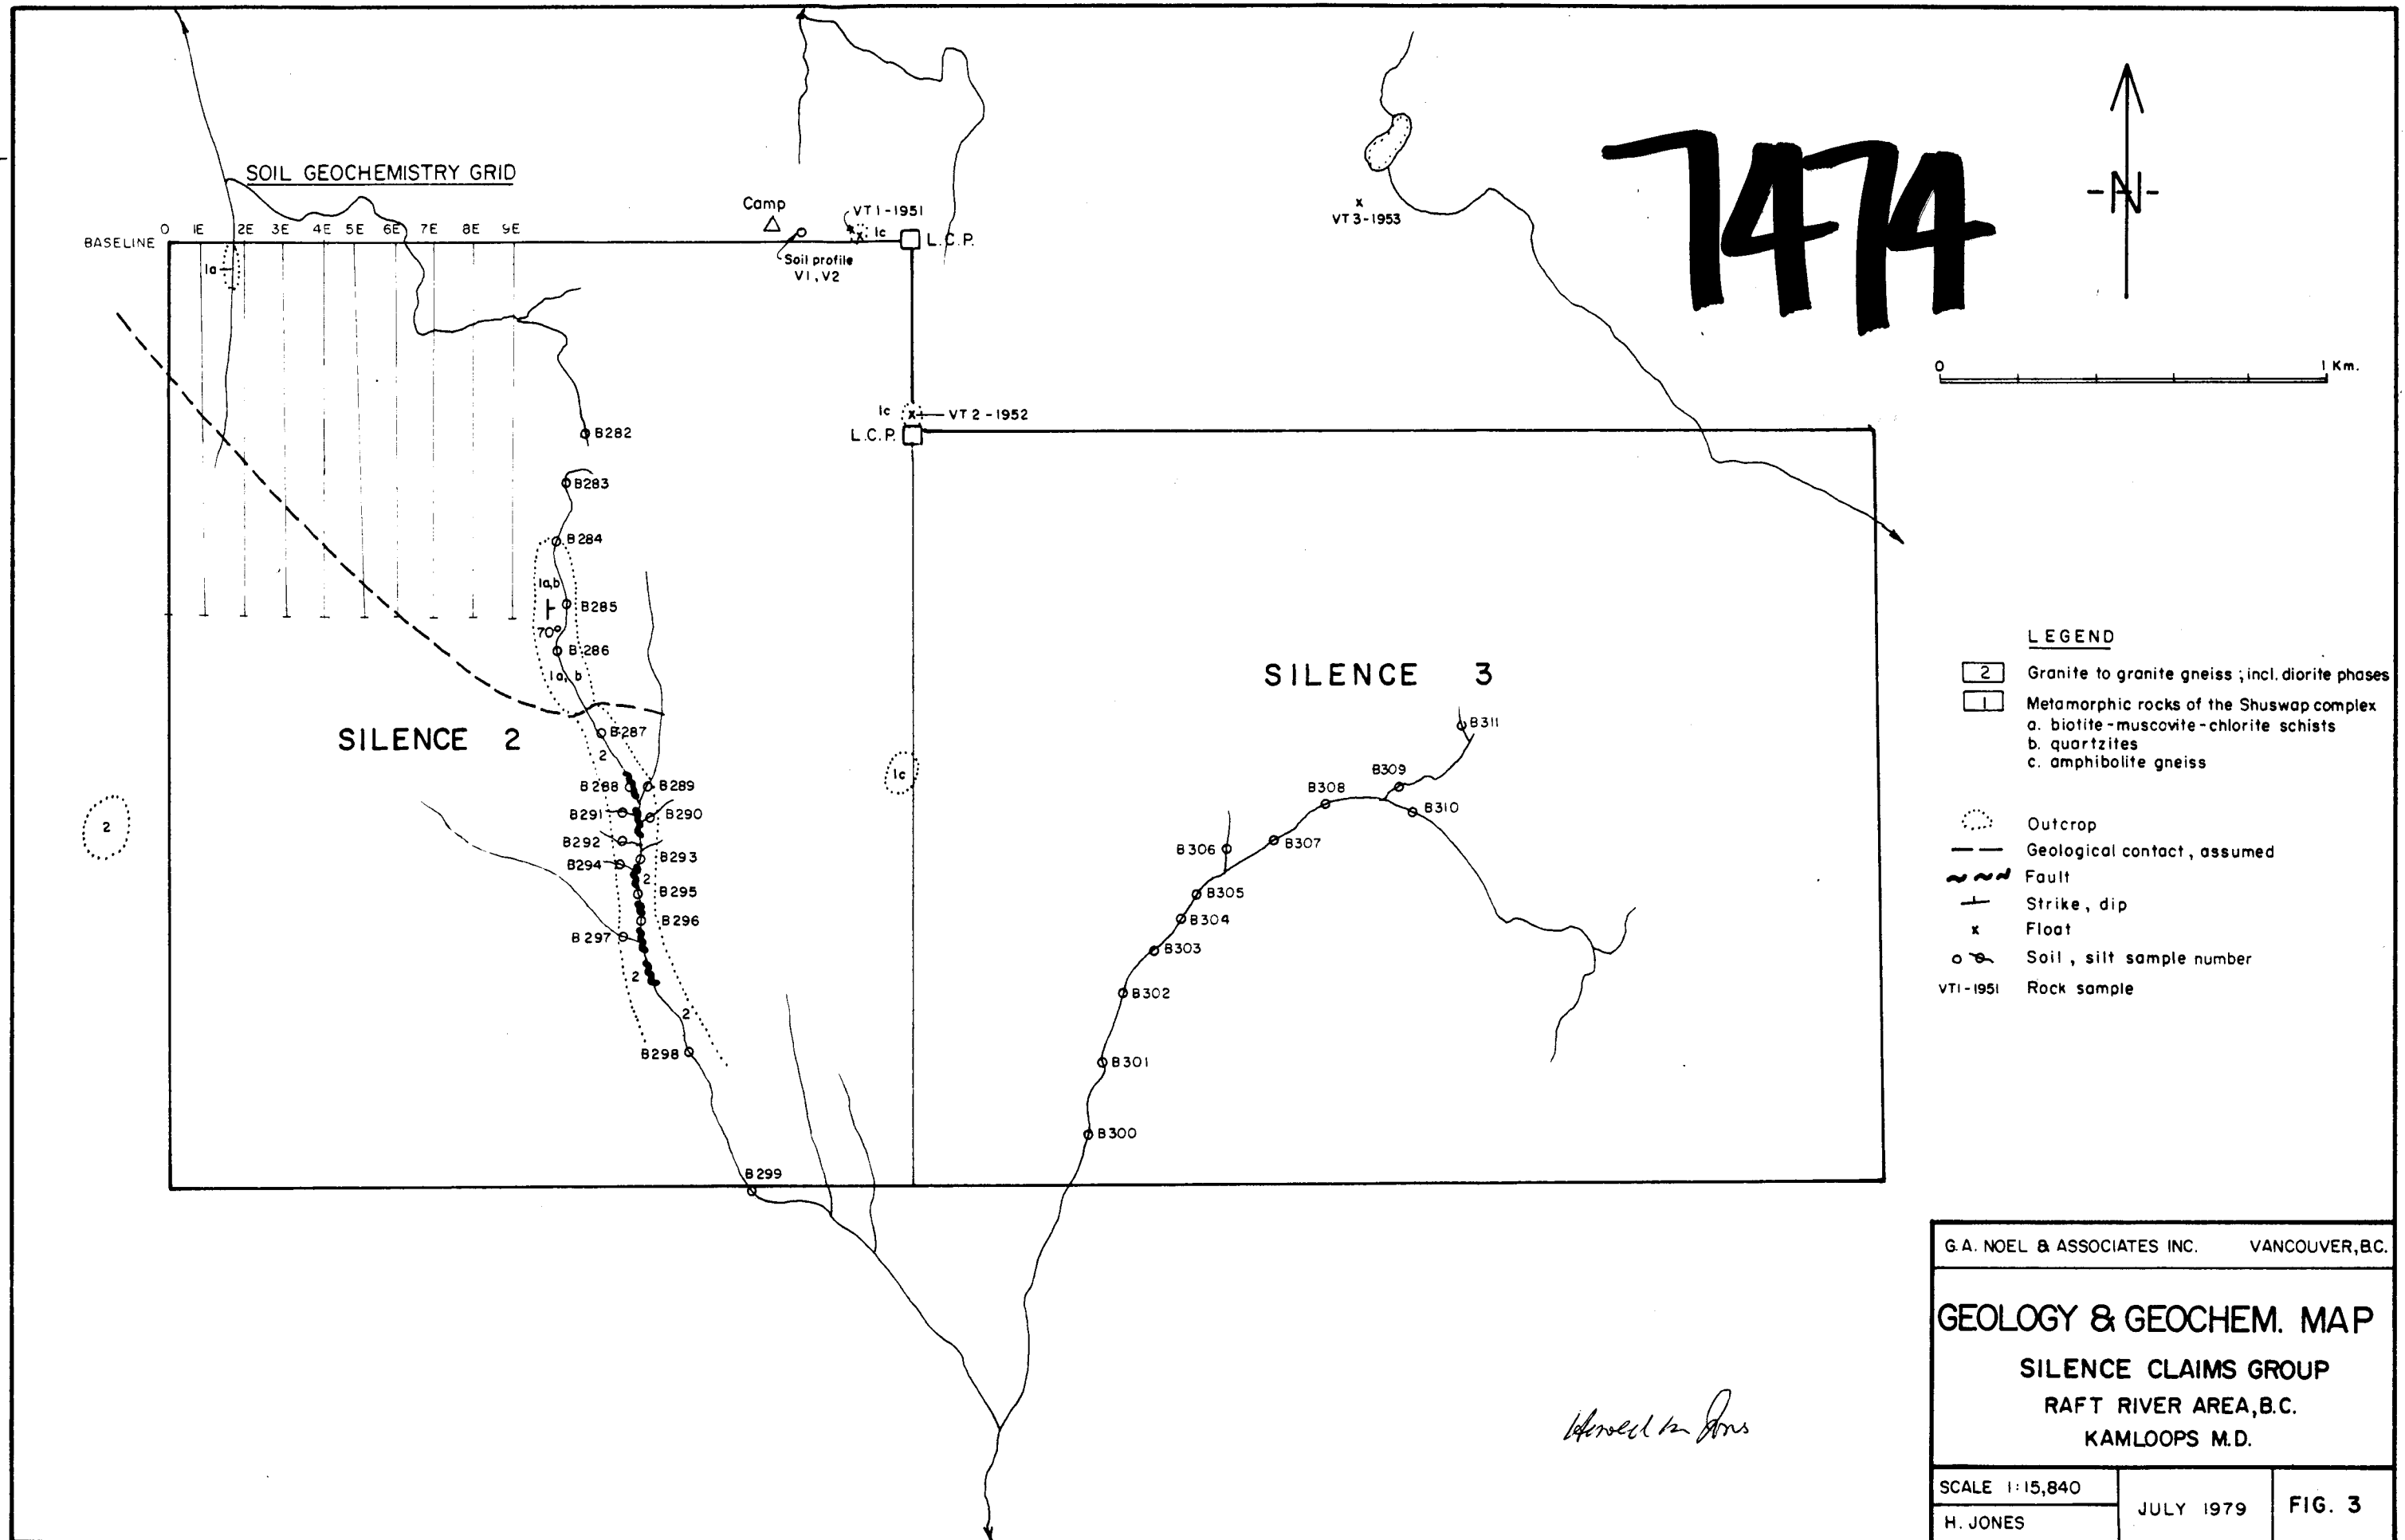 7474
-N-
SOIL GEOCHEMISTRY GRID
BASELINE 0 1E 2E 3E 4E 5E 6E 7E 8E 9E
Camp
VT1-1951
1c
L.C.P.
Soil profile
V1, V2
x
VT3-1953
1a
0 1 Km.
1c
x
VT2-1952
L.C.P.
B282
B283
B284
1a,b
B285
70°
B286
1a, b
SILENCE 2
SILENCE 3
B287
2
B288
B289
B291
B290
B292
B293
B294
2
B295
B296
B297
2
2
B298
B299
2
1c
B311
B309
B308
B310
B307
B306
B305
B304
B303
B302
B301
B300
LEGEND
2 Granite to granite gneiss; incl. diorite phases
1 Metamorphic rocks of the Shuswap complex
a. biotite-muscovite-chlorite schists
b. quartzites
c. amphibolite gneiss
Outcrop
Geological contact, assumed
Fault
Strike, dip
x Float
Soil, silt sample number
VT1-1951 Rock sample
G.A. NOEL & ASSOCIATES INC. VANCOUVER, B.C.
GEOLOGY & GEOCHEM. MAP
SILENCE CLAIMS GROUP
RAFT RIVER AREA, B.C.
KAMLOOPS M.D.
SCALE 1:15,840
H. JONES
JULY 1979
FIG. 3